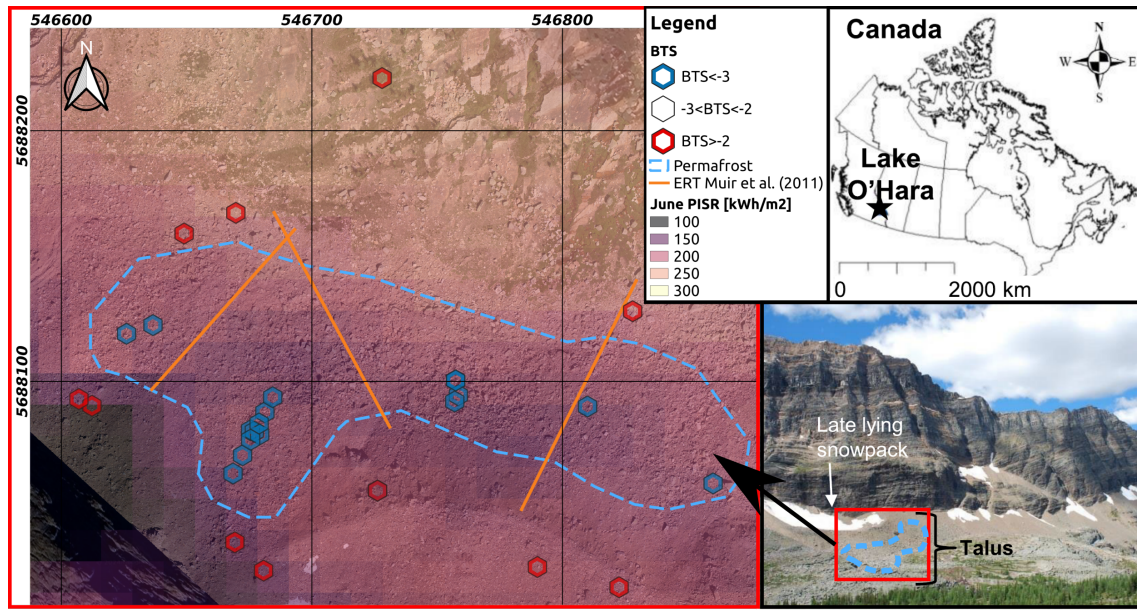 546600
546700
546800
5688200
5688100
N
Legend
BTS
BTS<-3
-3<BTS<-2
BTS>-2
Permafrost
ERT Muir et al. (2011)
June PISR [kWh/m2]
100
150
200
250
300
Canada
N
W
E
S
Lake
O'Hara
0
2000 km
Late lying
snowpack
Talus